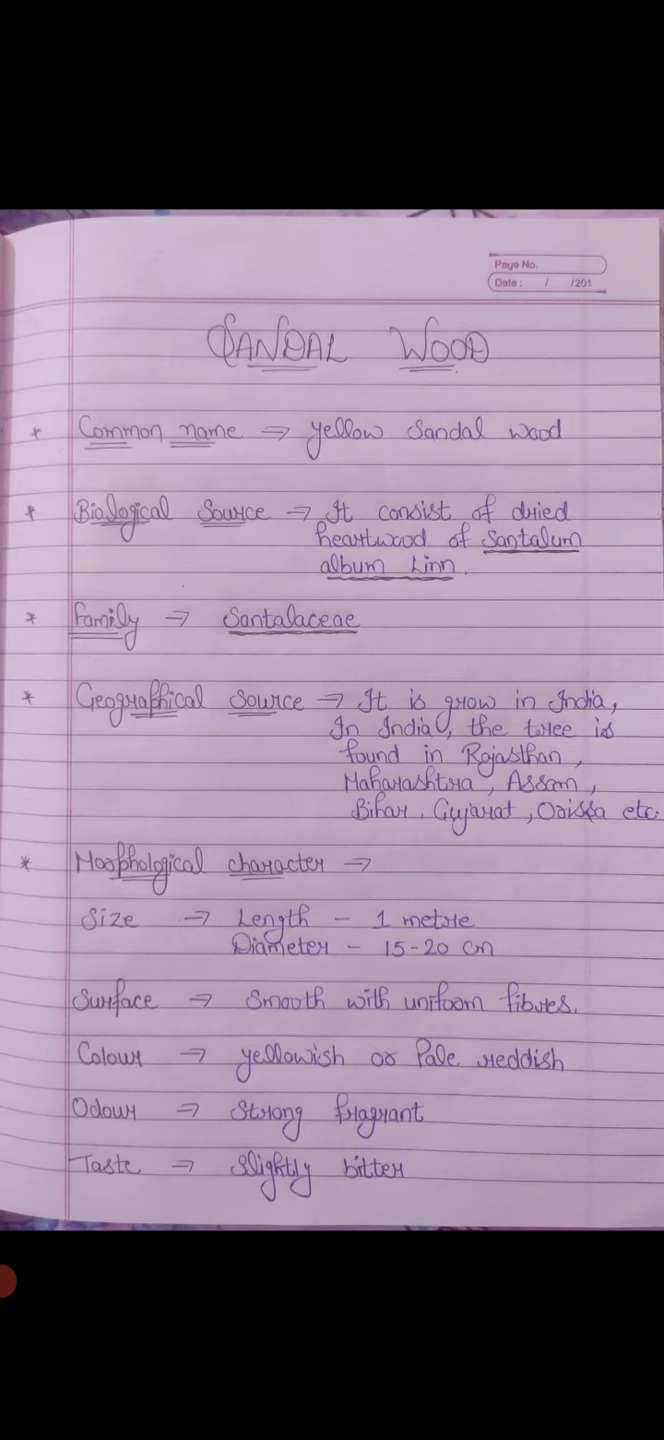 Page No.
Date : / /201
SANDAL WOOD
* Common name ⇒ yellow Sandal wood
* Biological Source ⇒ It consist of dried
heartwood of Santalum
album Linn.
* Family ⇒ Santalaceae
* Geographical Source ⇒ It is grow in India,
In India, the tree is
found in Rajasthan,
Maharashtra, Assam,
Bihar, Gujarat, Orissa etc.
* Morphological character ⇒
Size ⇒ Length - 1 metre
Diameter - 15-20 cm
Surface ⇒ Smooth with uniform fibres.
Colour ⇒ yellowish or Pale reddish
Odour ⇒ Strong fragrant
Taste ⇒ Slightly bitter